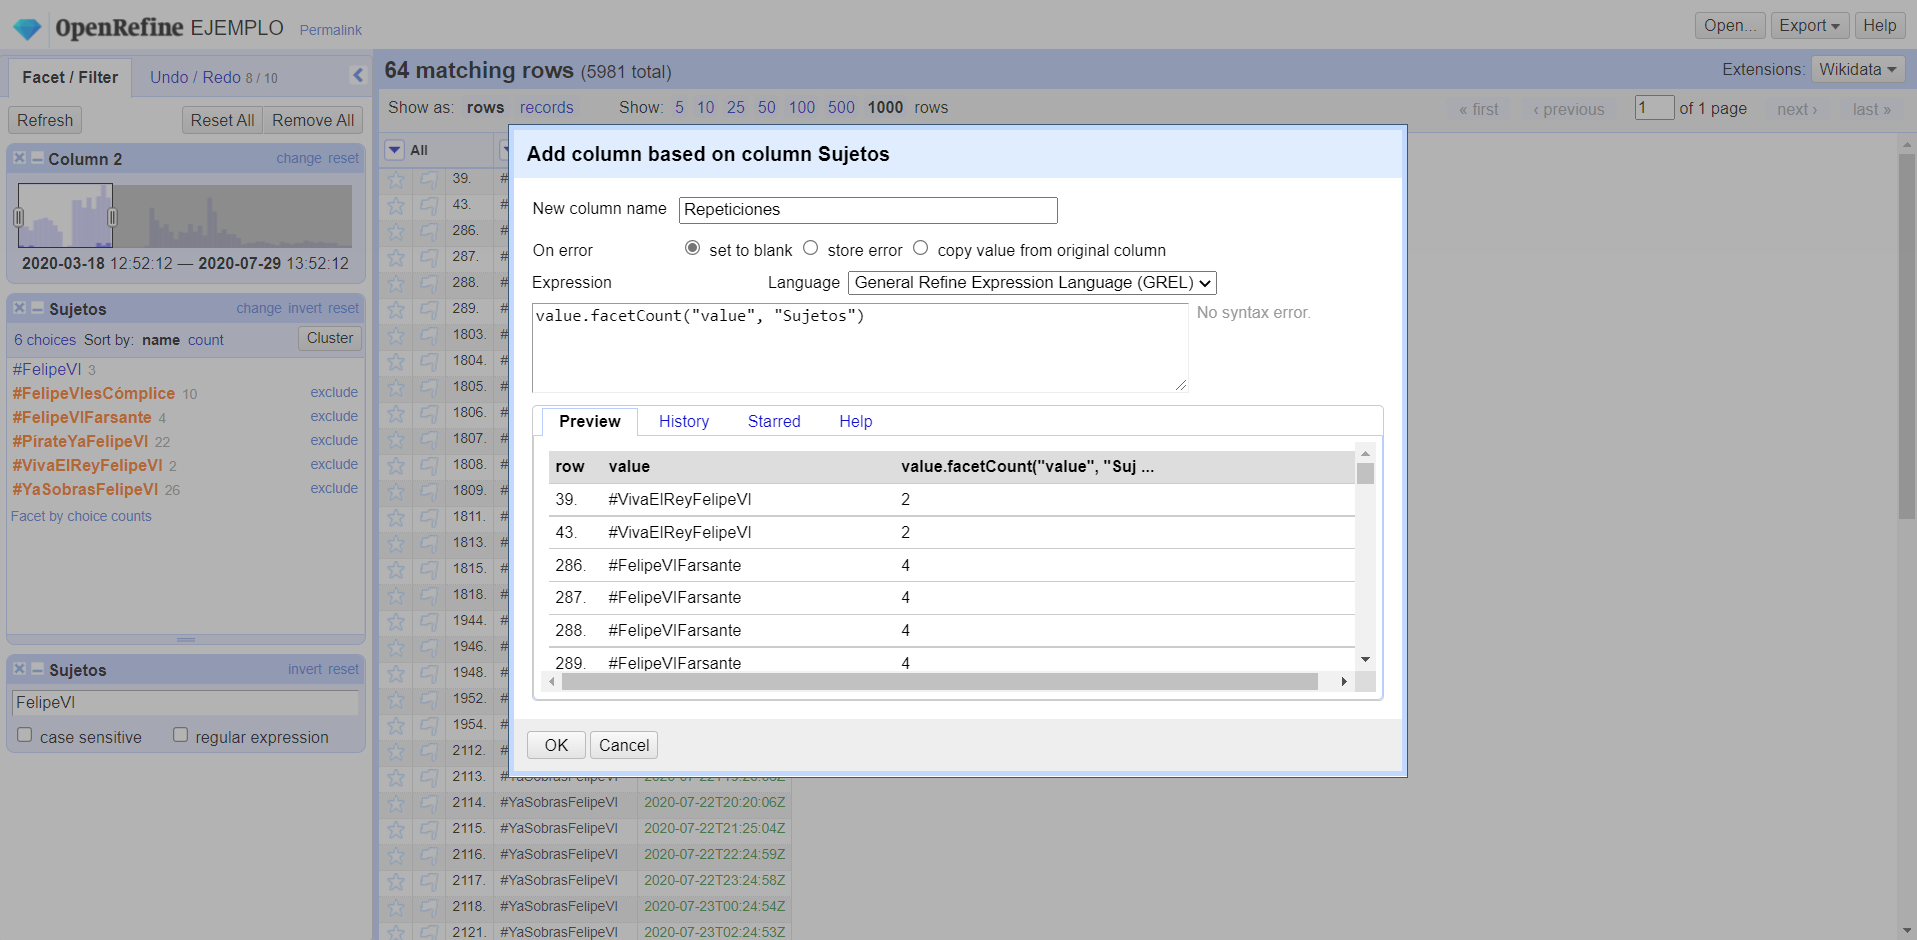 OpenRefine EJEMPLO Permalink
Open... Export Help
Facet / Filter Undo / Redo 8 / 10
Refresh Reset All Remove All
Column 2 change reset
2020-03-18 12:52:12 — 2020-07-29 13:52:12
Sujetos change invert reset
6 choices Sort by: name count Cluster
#FelipeVI 3
#FelipeVIesCómplice 10 exclude
#FelipeVIFarsante 4 exclude
#PírateYaFelipeVI 22 exclude
#VivaElReyFelipeVI 2 exclude
#YaSobrasFelipeVI 26 exclude
Facet by choice counts
Sujetos invert reset
FelipeVI
case sensitive regular expression
64 matching rows (5981 total)
Extensions: Wikidata
Show as: rows records Show: 5 10 25 50 100 500 1000 rows
« first ‹ previous 1 of 1 page next › last »
All
39. #
43. #
286. #
287. #
288. #
289. #
1803. #
1804. #
1805. #
1806. #
1807. #
1808. #
1809. #
1811. #
1813. #
1815. #
1818. #
1944. #
1946. #
1948. #
1952. #
1954. #
2112. #
2113. #YaSobrasFelipeVI
2114. #YaSobrasFelipeVI 2020-07-22T20:20:06Z
2115. #YaSobrasFelipeVI 2020-07-22T21:25:04Z
2116. #YaSobrasFelipeVI 2020-07-22T22:24:59Z
2117. #YaSobrasFelipeVI 2020-07-22T23:24:58Z
2118. #YaSobrasFelipeVI 2020-07-23T00:24:54Z
2121. #YaSobrasFelipeVI 2020-07-23T02:24:53Z
Add column based on column Sujetos
New column name Repeticiones
On error set to blank store error copy value from original column
Expression Language General Refine Expression Language (GREL)
value.facetCount("value", "Sujetos")
No syntax error.
Preview History Starred Help
row value value.facetCount("value", "Suj ...
39. #VivaElReyFelipeVI 2
43. #VivaElReyFelipeVI 2
286. #FelipeVIFarsante 4
287. #FelipeVIFarsante 4
288. #FelipeVIFarsante 4
289. #FelipeVIFarsante 4
OK Cancel